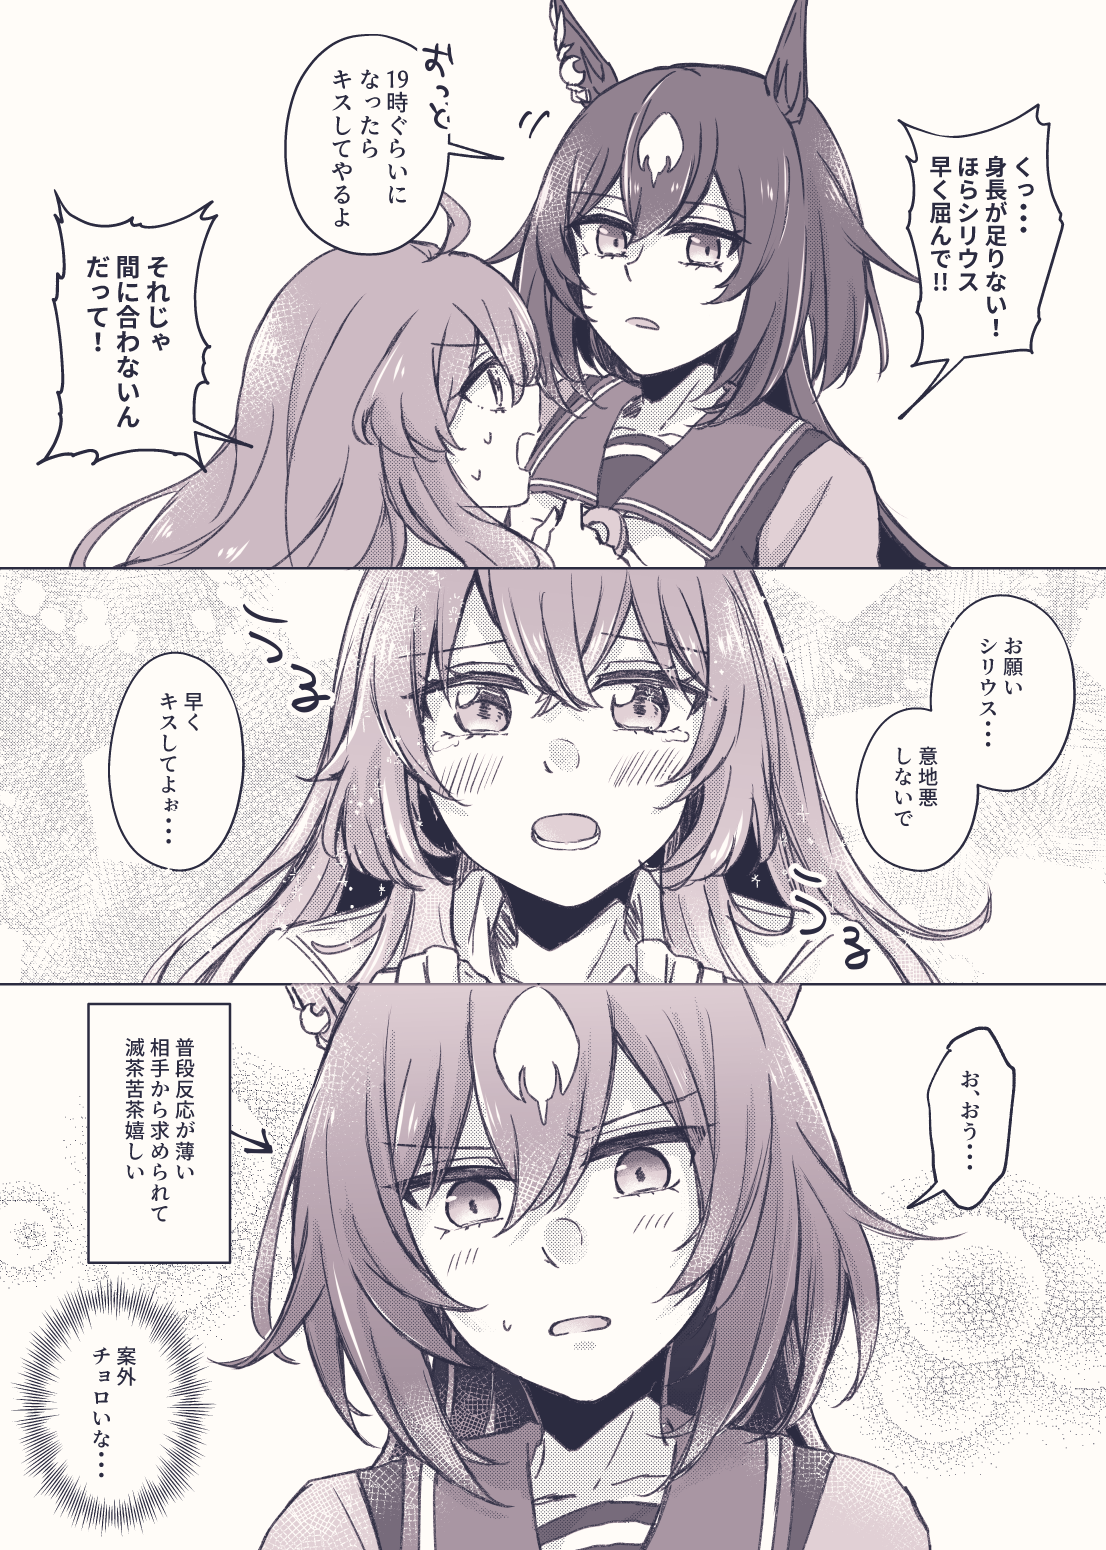 くっ・・・
身長が足りない！
ほらシリウス
早く屈んで!!
おっと
19時ぐらいに
なったら
キスしてやるよ
それじゃ
間に合わないん
だって！
お願い
シリウス・・・
意地悪
しないで
うる
うる
早く
キスしてよぉ・・・
お、おう・・・
普段反応が薄い
相手から求められて
滅茶苦茶嬉しい
案外
チョロいな・・・